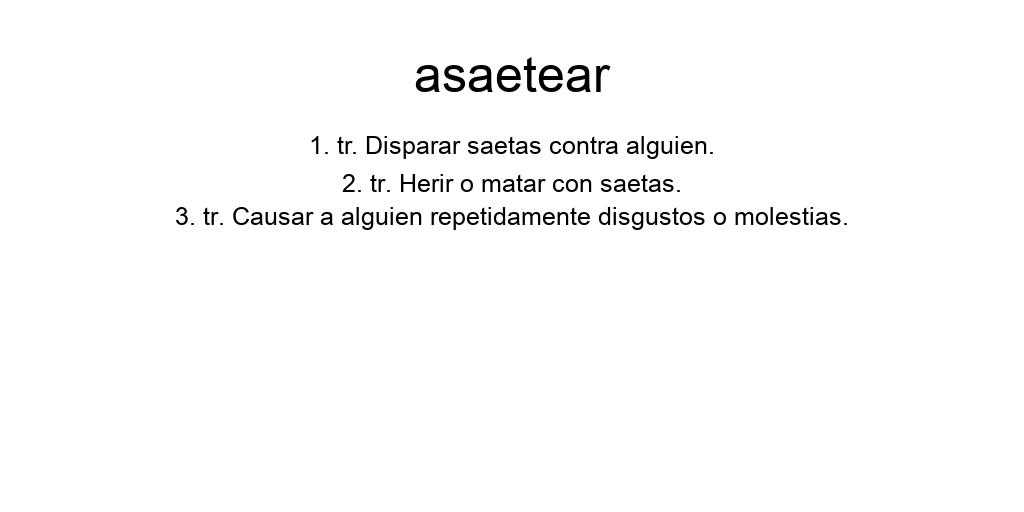 asaetear
1. tr. Disparar saetas contra alguien.
2. tr. Herir o matar con saetas.
3. tr. Causar a alguien repetidamente disgustos o molestias.